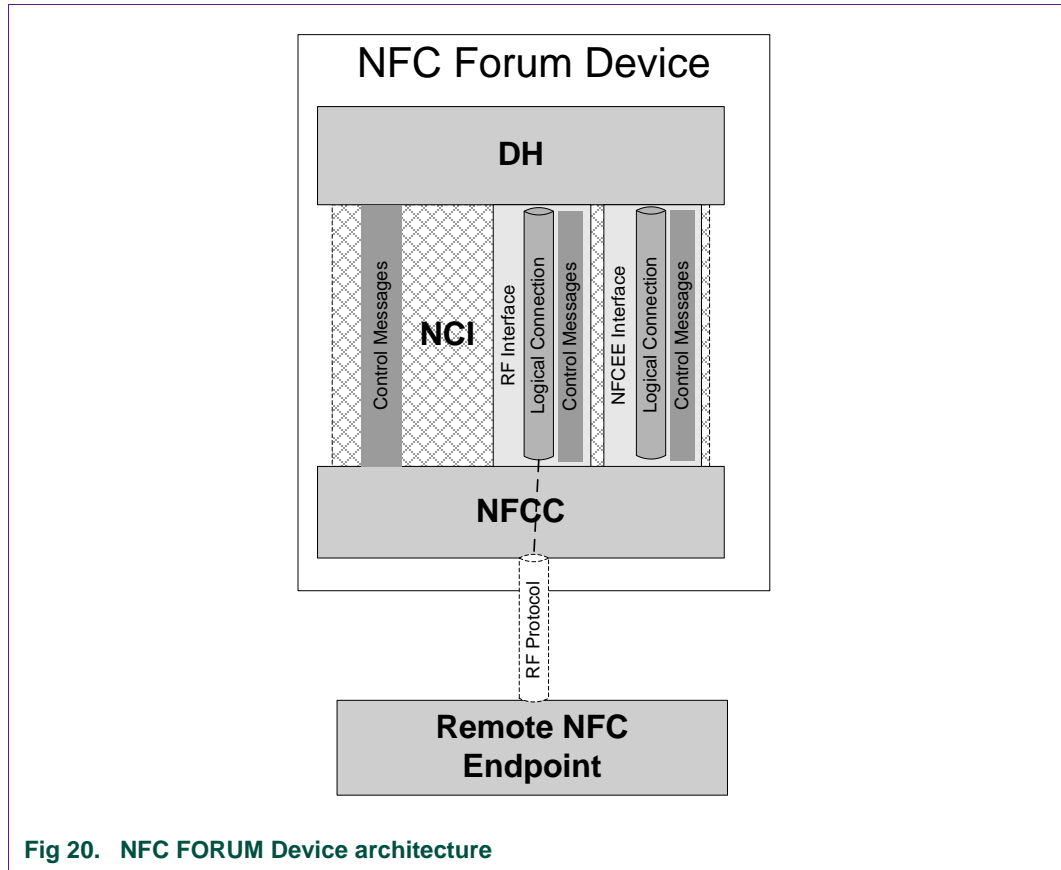 NFC Forum Device
DH
Control Messages
NCI
RF Interface
Logical Connection
Control Messages
NFCEE Interface
Logical Connection
Control Messages
NFCC
RF Protocol
Remote NFC
Endpoint
Fig 20. NFC FORUM Device architecture